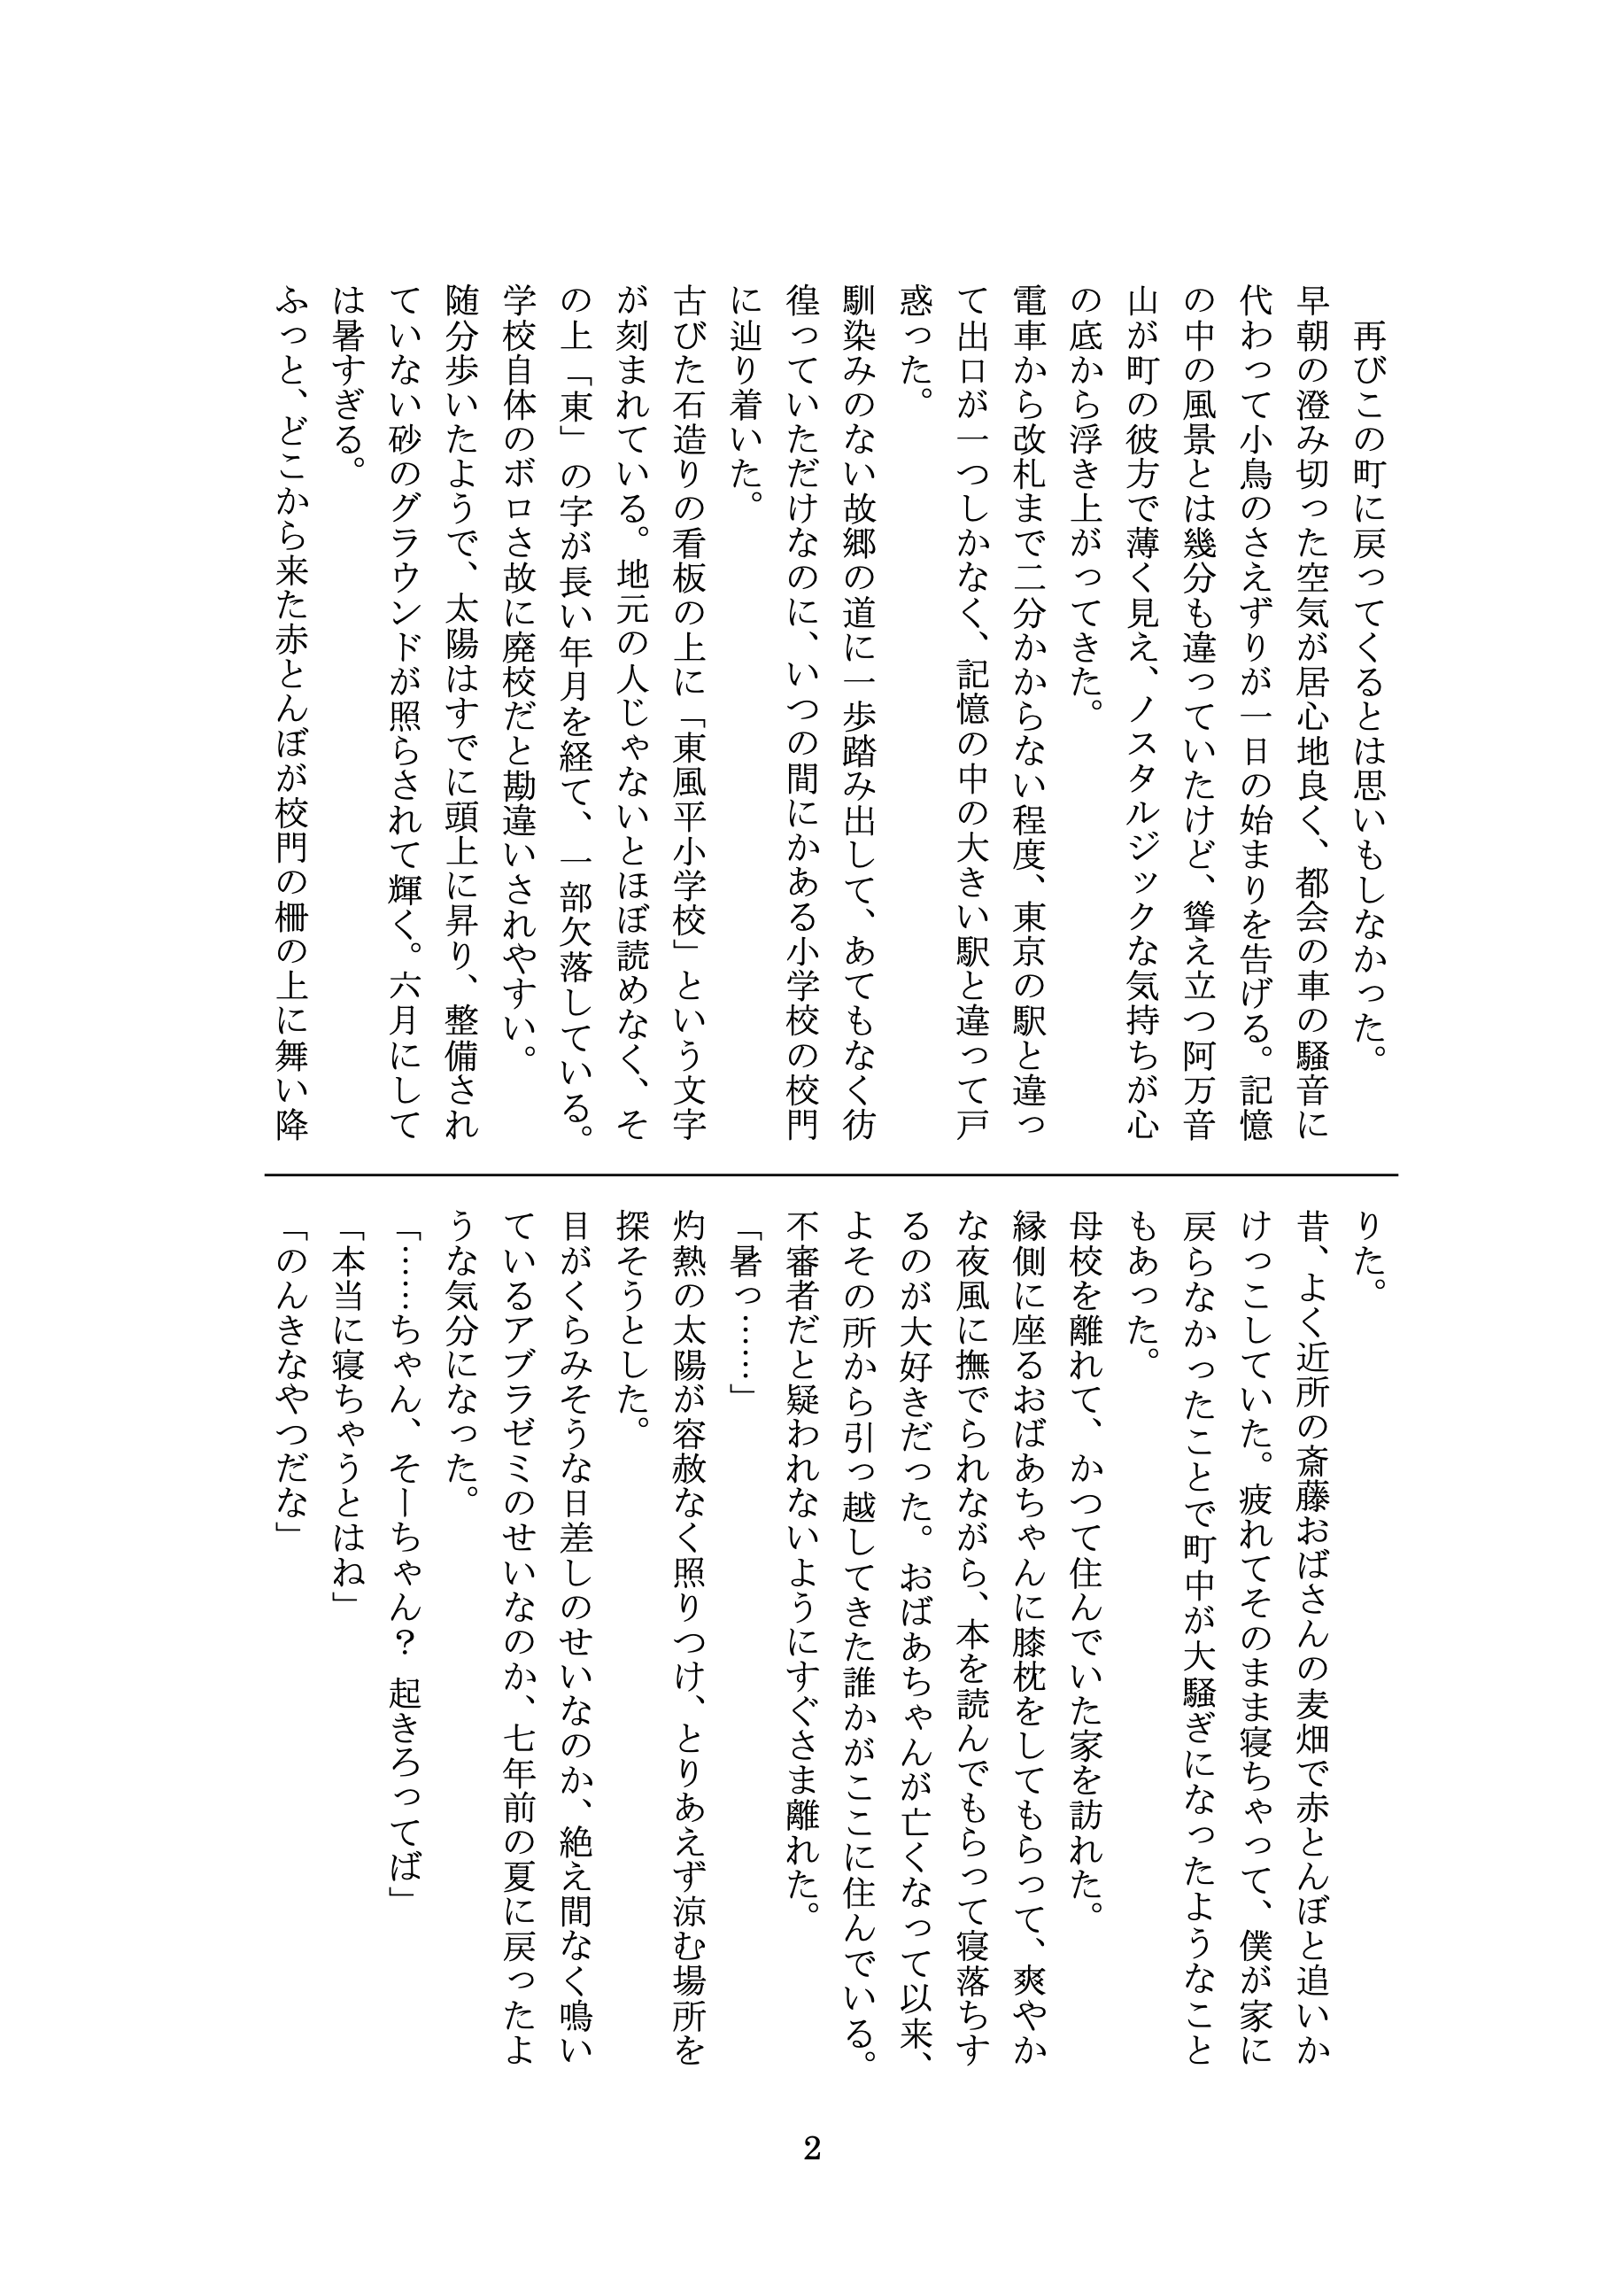 再びこの町に戻ってくるとは思いもしなかった。
早朝の澄み切った空気が居心地良く、都会の車の騒音に
代わって小鳥のさえずりが一日の始まりを告げる。記憶
の中の風景とは幾分も違っていたけど、聳え立つ阿万音
山が町の彼方で薄く見え、ノスタルジックな気持ちが心
の底から浮き上がってきた。
電車から改札まで二分かからない程度、東京の駅と違っ
て出口が一つしかなく、記憶の中の大きい駅と違って戸
惑った。
馴染みのない故郷の道に一歩踏み出して、あてもなく彷
徨っていただけなのに、いつの間にかある小学校の校門
に辿り着いた。
古びた石造りの看板の上に「東風平小学校」という文字
が刻まれている。地元の人じゃないとほぼ読めなく、そ
の上「東」の字が長い年月を経て、一部欠落している。
学校自体のボロさ故に廃校だと勘違いされやすい。
随分歩いたようで、太陽はすでに頭上に昇り、整備され
ていない砂のグラウンドが照らされて輝く。六月にして
は暑すぎる。
ふっと、どこから来た赤とんぼが校門の柵の上に舞い降
りた。
昔、よく近所の斎藤おばさんの麦畑で赤とんぼと追いか
けっこしていた。疲れてそのまま寝ちゃって、僕が家に
戻らなかったことで町中が大騒ぎになったようなこと
もあった。
母校を離れて、かつて住んでいた家を訪れた。
縁側に座るおばあちゃんに膝枕をしてもらって、爽やか
な夜風に撫でられながら、本を読んでもらって寝落ちす
るのが大好きだった。おばあちゃんが亡くなって以来、
よその所から引っ越してきた誰かがここに住んでいる。
不審者だと疑われないようにすぐさま離れた。
「暑っ……」
灼熱の太陽が容赦なく照りつけ、とりあえず涼む場所を
探そうとした。
目がくらみそうな日差しのせいなのか、絶え間なく鳴い
ているアブラゼミのせいなのか、七年前の夏に戻ったよ
うな気分になった。
「……ちゃん、そーちゃん？ 起きろってば」
「本当に寝ちゃうとはね」
「のんきなやつだな」
2